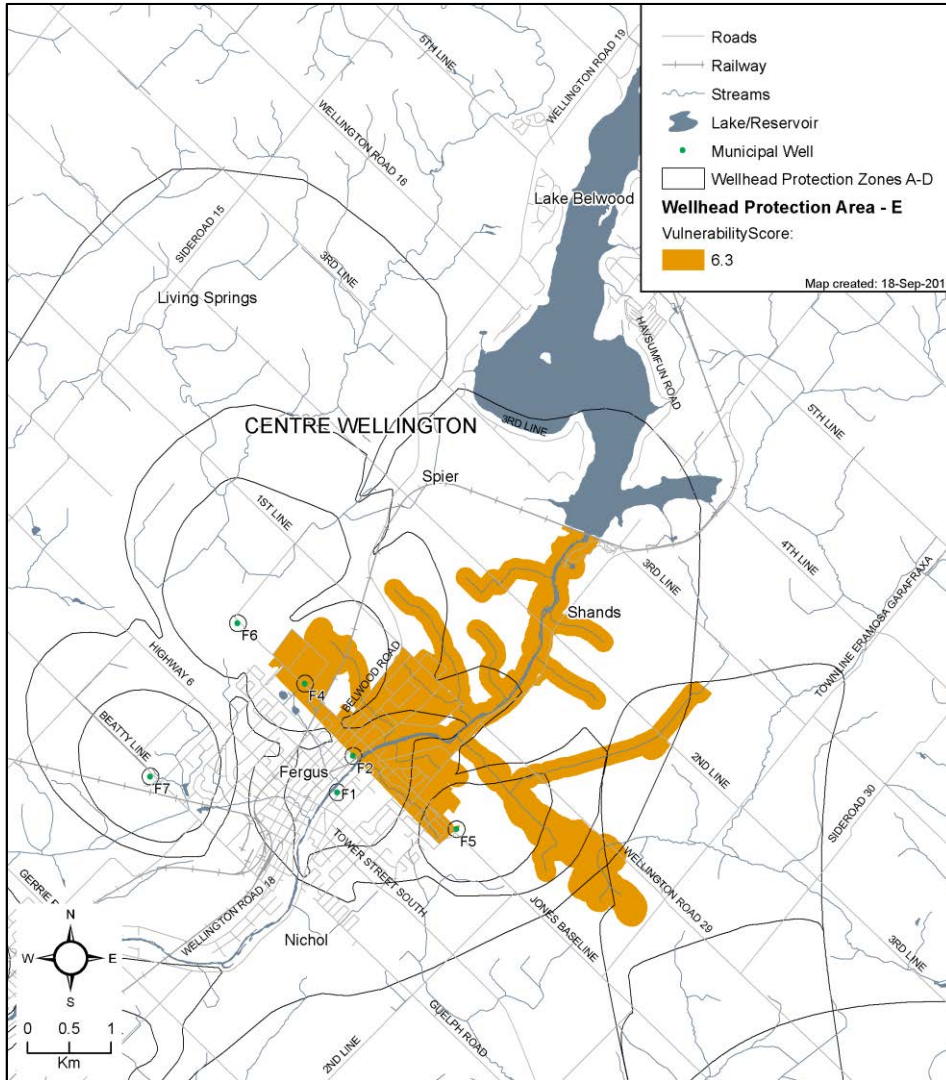 Roads
Railway
Streams
Lake/Reservoir
Municipal Well
Wellhead Protection Zones A-D
Wellhead Protection Area - E
VulnerabilityScore:
6.3
Map created: 18-Sep-201
5TH LINE
WELLINGTON ROAD 19
WELLINGTON ROAD 16
Lake Belwood
SIDEROAD 15
3RD LINE
Living Springs
HAVSUMFUN ROAD
3RD LINE
CENTRE WELLINGTON
5TH LINE
Spier
1ST LINE
4TH LINE
3RD LINE
TOWNLINE ERAMOSA GARAFRAXA
Shands
F6
HIGHWAY 6
BELWOOD ROAD
F4
BEATTY LINE
2ND LINE
F2
Fergus
F7
F1
SIDEROAD 30
F5
TOWER STREET SOUTH
WELLINGTON ROAD 29
GERRIE
WELLINGTON ROAD 18
JONES BASELINE
Nichol
3RD LINE
GUELPH ROAD
2ND LINE
N
W E
S
0 0.5 1
Km